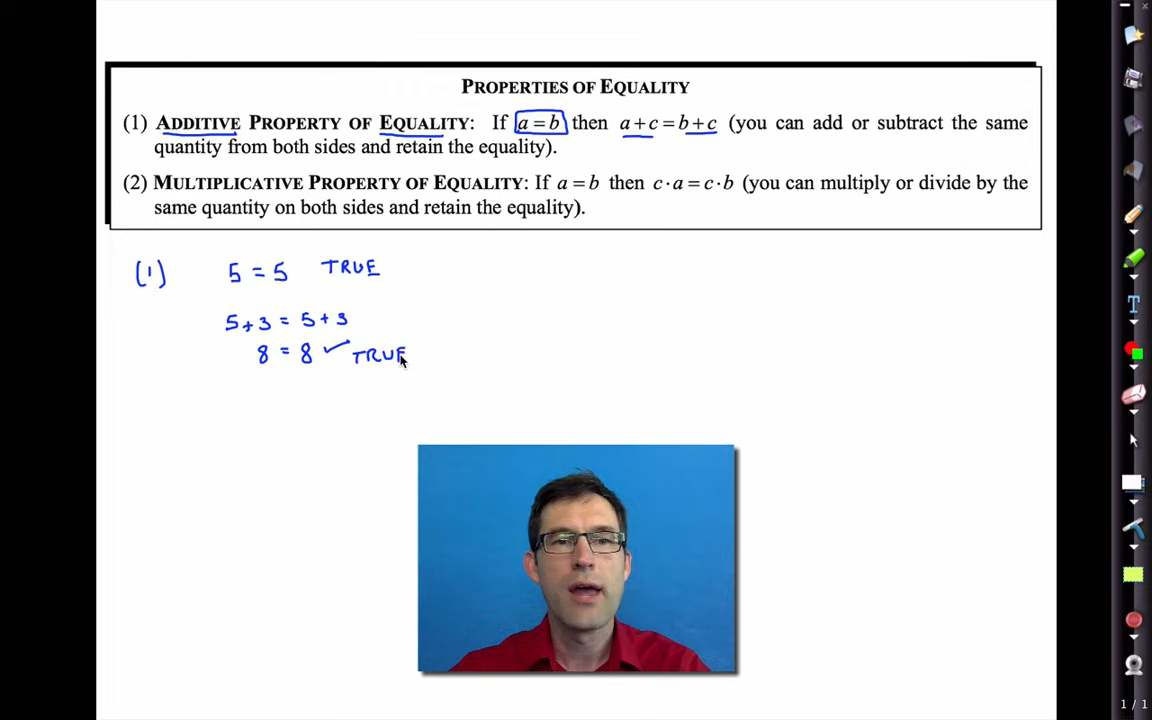 PROPERTIES OF EQUALITY
(1) ADDITIVE PROPERTY OF EQUALITY: If a = b then a + c = b + c (you can add or subtract the same
quantity from both sides and retain the equality).
(2) MULTIPLICATIVE PROPERTY OF EQUALITY: If a = b then c · a = c · b (you can multiply or divide by the
same quantity on both sides and retain the equality).
(1) 5 = 5 TRUE
5+3 = 5+3
8 = 8 ✓ TRUE
T
1 / 1